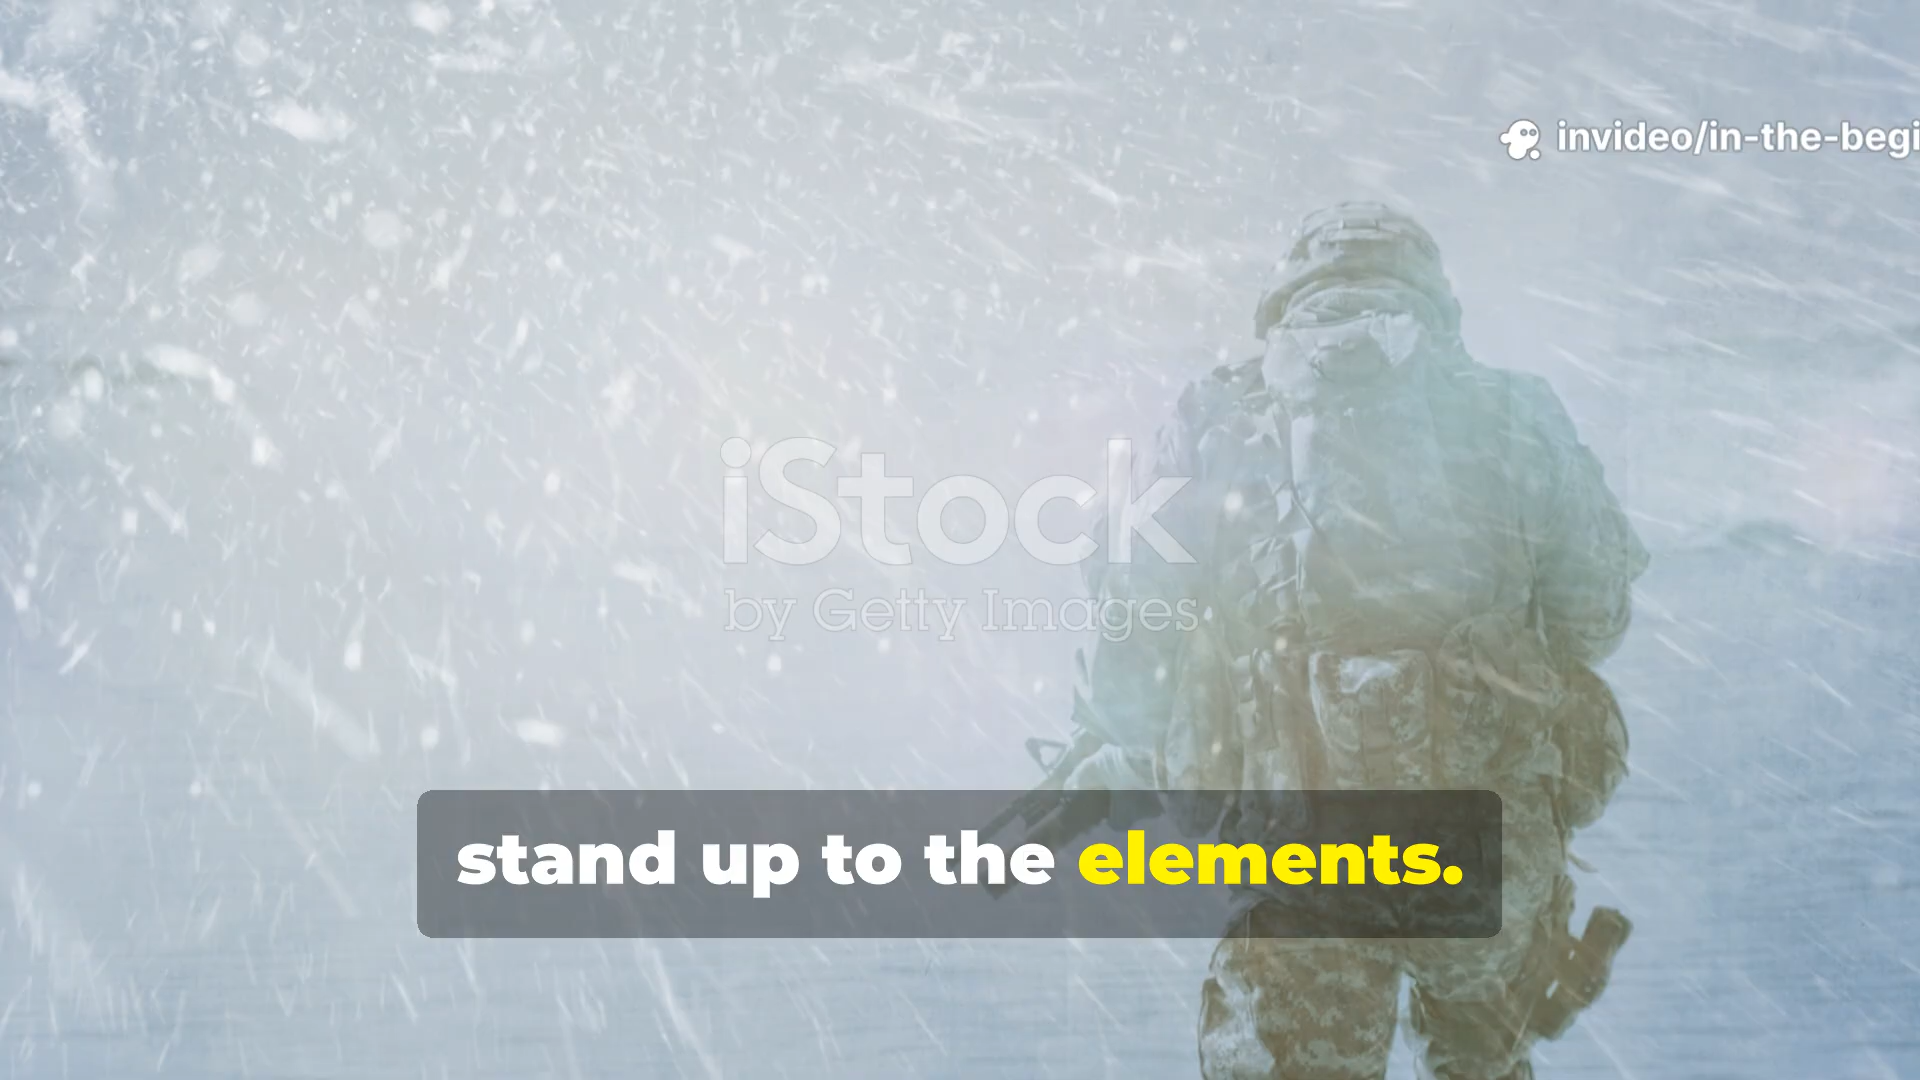 invideo/in-the-begi
iStock
by Getty Images
stand up to the elements.